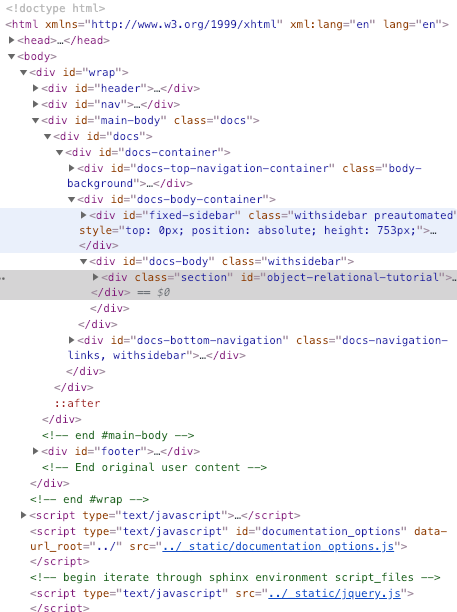 <!doctype html>
<html xmlns="http://www.w3.org/1999/xhtml" xml:lang="en" lang="en">
▶<head>…</head>
▼<body>
▼<div id="wrap">
▶<div id="header">…</div>
▶<div id="nav">…</div>
▼<div id="main-body" class="docs">
▼<div id="docs">
▼<div id="docs-container">
▶<div id="docs-top-navigation-container" class="body-
background">…</div>
▼<div id="docs-body-container">
▶<div id="fixed-sidebar" class="withsidebar preautomated"
style="top: 0px; position: absolute; height: 753px;">…
</div>
▼<div id="docs-body" class="withsidebar">
▶<div class="section" id="object-relational-tutorial">…
</div> == $0
</div>
</div>
▶<div id="docs-bottom-navigation" class="docs-navigation-
links, withsidebar">…</div>
</div>
</div>
::after
</div>
<!-- end #main-body -->
▶<div id="footer">…</div>
<!-- End original user content -->
</div>
<!-- end #wrap -->
▶<script type="text/javascript">…</script>
<script type="text/javascript" id="documentation_options" data-
url_root="../" src="../_static/documentation_options.js">
</script>
<!-- begin iterate through sphinx environment script_files -->
<script type="text/javascript" src="../_static/jquery.js">
</script>